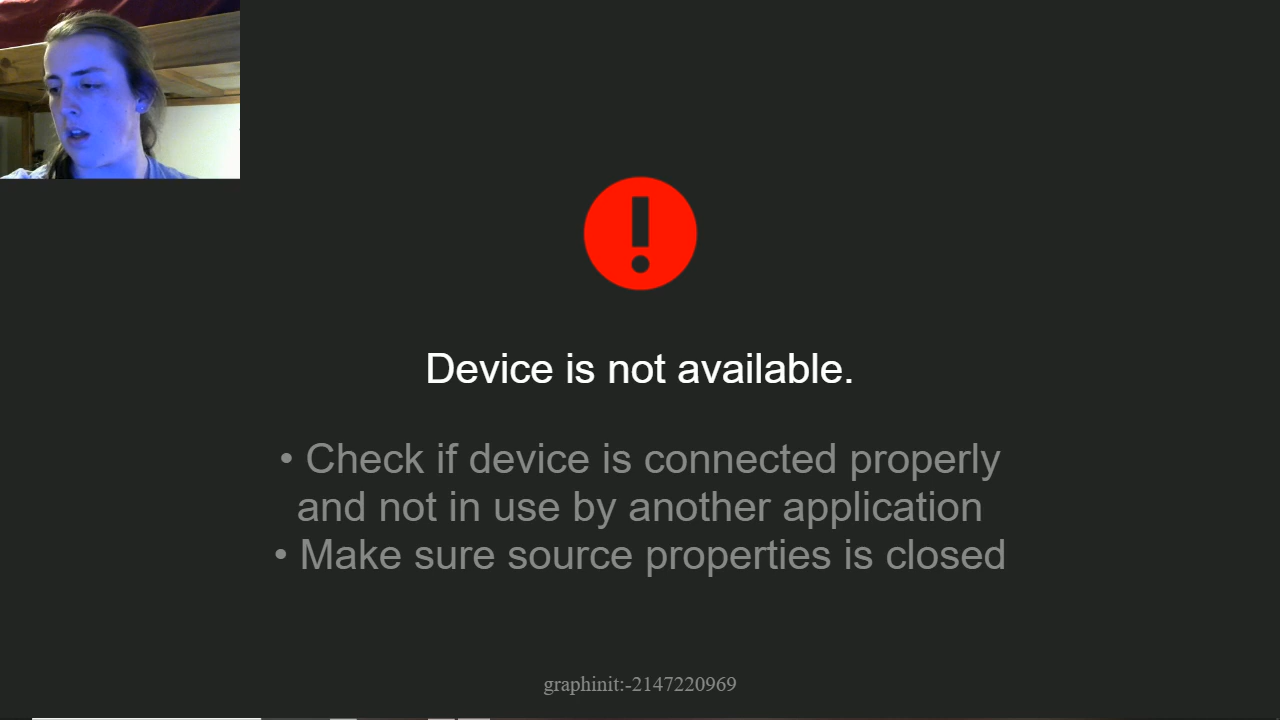 Device is not available.
• Check if device is connected properly
and not in use by another application
• Make sure source properties is closed
graphinit:-2147220969